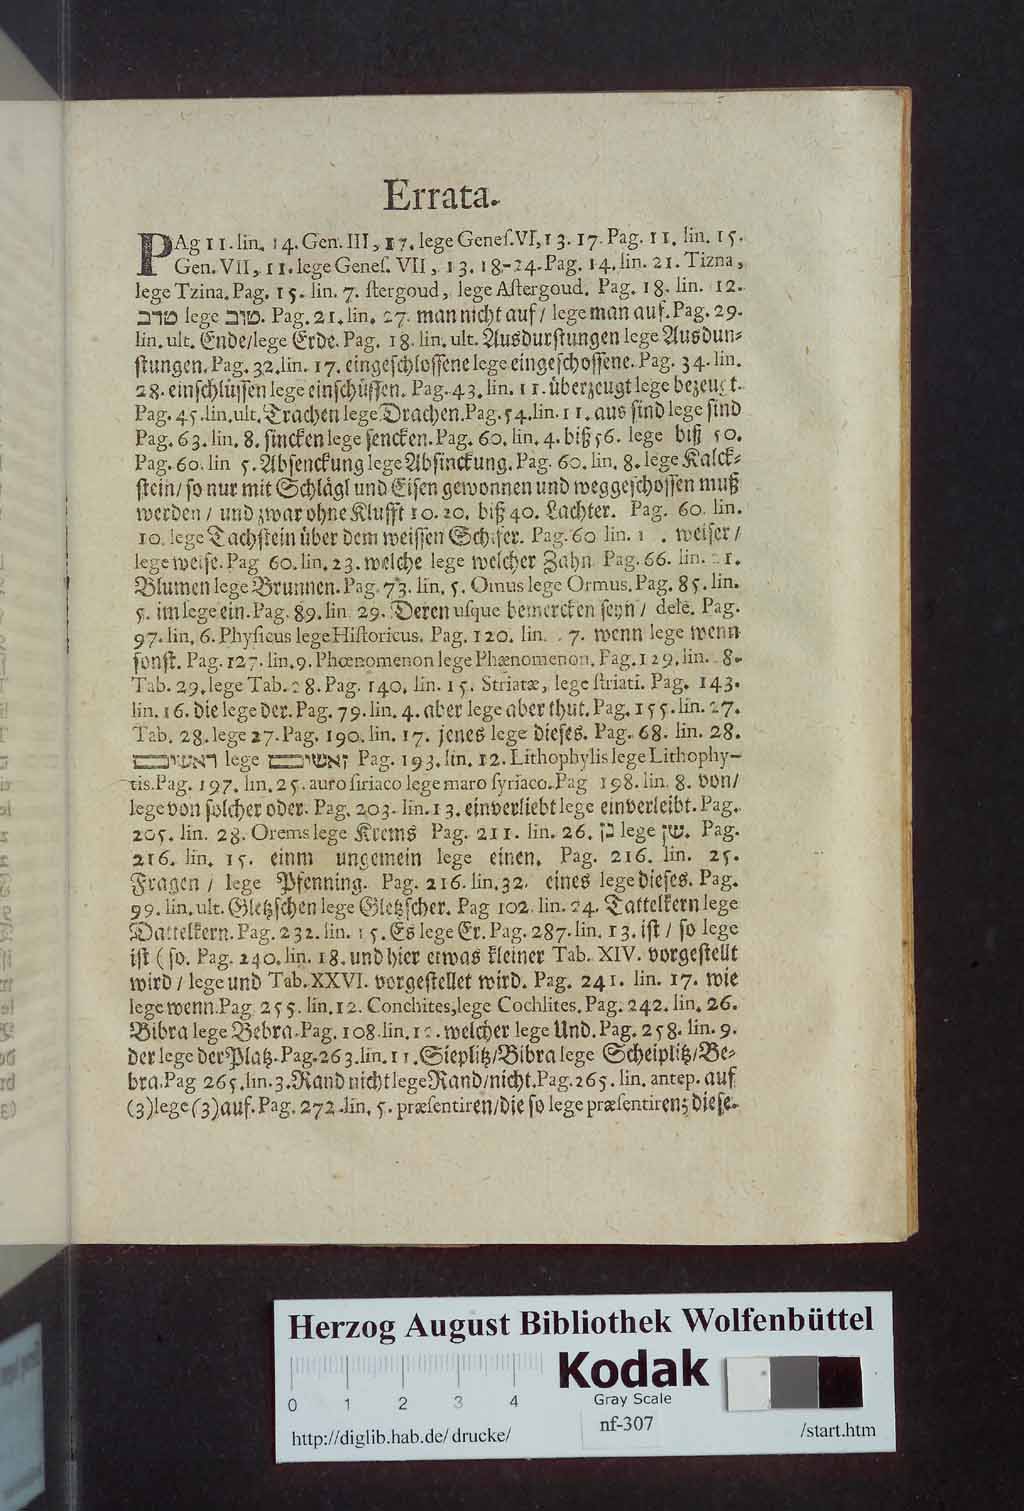 Errata.
PAg 11. lin. 14. Gen. III, 17. lege Genes. VI, 13. 17. Pag. 11. lin. 15.
Gen. VII, 11. lege Genes. VII, 13. 18.-24. Pag. 14. lin. 21. Tizna,
lege Tzina. Pag. 15. lin. 7. stergoud, lege Astergoud. Pag. 18. lin. 12.
lege Pag. 21. lin. 27. man nicht auf / lege man auf. Pag. 29.
lin. ult. Ende/lege Erde. Pag. 18. lin. ult. Ausdurstungen lege Ausdun-
stungen. Pag. 32. lin. 17. eingeschlossene lege eingeschossene. Pag. 34. lin.
28. einschlüssen lege einschüssen. Pag. 43. lin. 11. überzeugt lege bezeugt.
Pag. 45. lin. ult. Trachen lege Drachen. Pag. 54. lin. 11. aus sind lege sind
Pag. 63. lin. 8. sincken lege sencken. Pag. 60. lin. 4. biß 56. lege biß 50.
Pag. 60. lin 5. Absenckung lege Absinckung. Pag. 60. lin. 8. lege Kalck-
stein/ so nur mit Schlägl und Eisen gewonnen und weggeschossen muß
werden / und zwar ohne Klufft 10. 20. biß 40. Lachter. Pag. 60. lin.
10. lege Tachstein über dem weissen Schifer. Pag. 60 lin. weiser /
lege weise. Pag 60. lin. 23. welche lege welcher Zahn Pag. 66. lin. 21.
Blumen lege Brunnen. Pag. 73. lin. 5. Omus lege Ormus. Pag. 85. lin.
5. im lege ein. Pag. 89. lin 29. Deren usque bemercken seyn / dele. Pag.
97. lin. 6. Physicus lege Historicus. Pag. 120. lin. 7. wenn lege wenn
sonst. Pag. 127. lin. 9. Phœnomenon lege Phænomenon. Pag. 129. lin. 8.
Tab. 29. lege Tab. 28. Pag. 140. lin. 15. Striatæ, lege striati. Pag. 143.
lin. 16. die lege der. Pag. 79. lin. 4. aber lege aber thut. Pag. 155. lin. 27.
Tab. 28. lege 27. Pag. 190. lin. 17. jenes lege dieses. Pag. 68. lin. 28.
lege Pag. 193. lin. 12. Lithophylis lege Lithophy-
tis. Pag. 197. lin. 25. auro siriaco lege maro syriaco. Pag 198. lin. 8. von/
lege von solcher oder. Pag. 203. lin. 13. einverliebt lege einverleibt. Pag.
205. lin. 28. Orems lege Krems Pag. 211. lin. 26. בן lege שן. Pag.
216. lin. 15. einm ungemein lege einen. Pag. 216. lin. 25.
Fragen / lege Pfenning. Pag. 216. lin. 32. eines lege dieses. Pag.
99. lin. ult. Gletzschen lege Gletzscher. Pag 102. lin. 24. Tattelkern lege
Dattelkern. Pag. 232. lin. 15. Es lege Er. Pag. 287. lin. 13. ist / so lege
ist (so. Pag. 240. lin. 18. und hier etwas kleiner Tab. XIV. vorgestellt
wird / lege und Tab. XXVI. vorgestellet wird. Pag. 241. lin. 17. wie
lege wenn. Pag. 255. lin. 12. Conchites, lege Cochlites. Pag. 242. lin. 26.
Bibra lege Bebra. Pag. 108. lin. welcher lege Und. Pag. 258. lin. 9.
der lege der Platz. Pag. 263. lin. 11. Sieplitz/Bibra lege Scheiplitz/Be-
bra. Pag 265. lin. 3. Rand nicht lege Rand/nicht. Pag. 265. lin. antep. auf
(3) lege (3) auf. Pag. 272. lin. 5. præsentiren/die so lege præsentiren; diese.
Herzog August Bibliothek Wolfenbüttel
Kodak
Gray Scale
0 1 2 3 4
nf-307
http://diglib.hab.de/drucke/
/start.htm